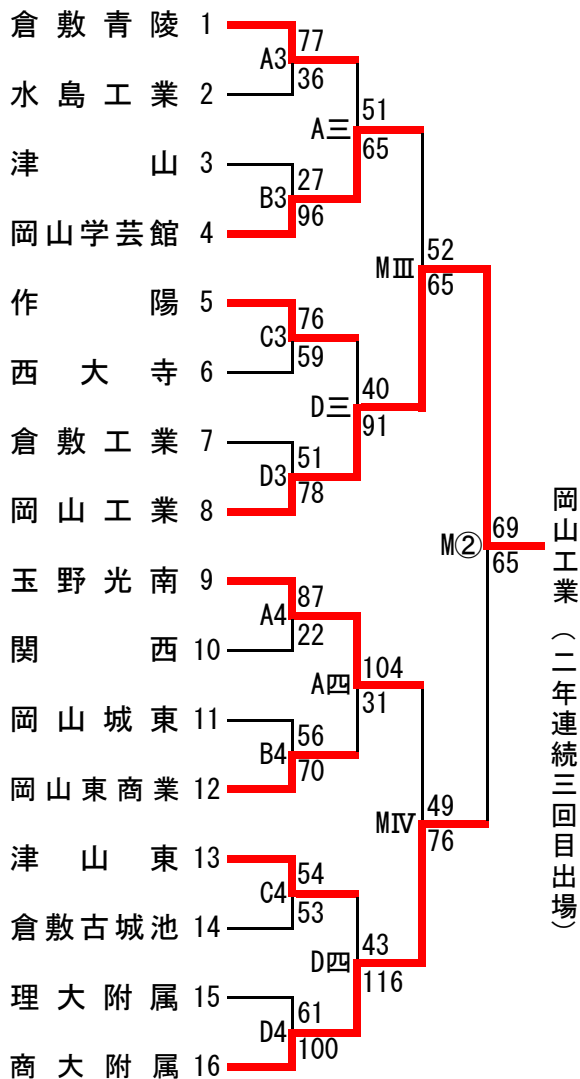 倉敷青陵 1
水島工業 2
津山 3
岡山学芸館 4
作陽 5
西大寺 6
倉敷工業 7
岡山工業 8
玉野光南 9
関西 10
岡山城東 11
岡山東商業 12
津山東 13
倉敷古城池 14
理大附属 15
商大附属 16
A3
77
36
B3
27
96
C3
76
59
D3
51
78
A4
87
22
B4
56
70
C4
54
53
D4
61
100
A三
51
65
D三
40
91
A四
104
31
D四
43
116
MⅢ
52
65
MⅣ
49
76
M②
69
65
岡山工業（二年連続三回目出場）